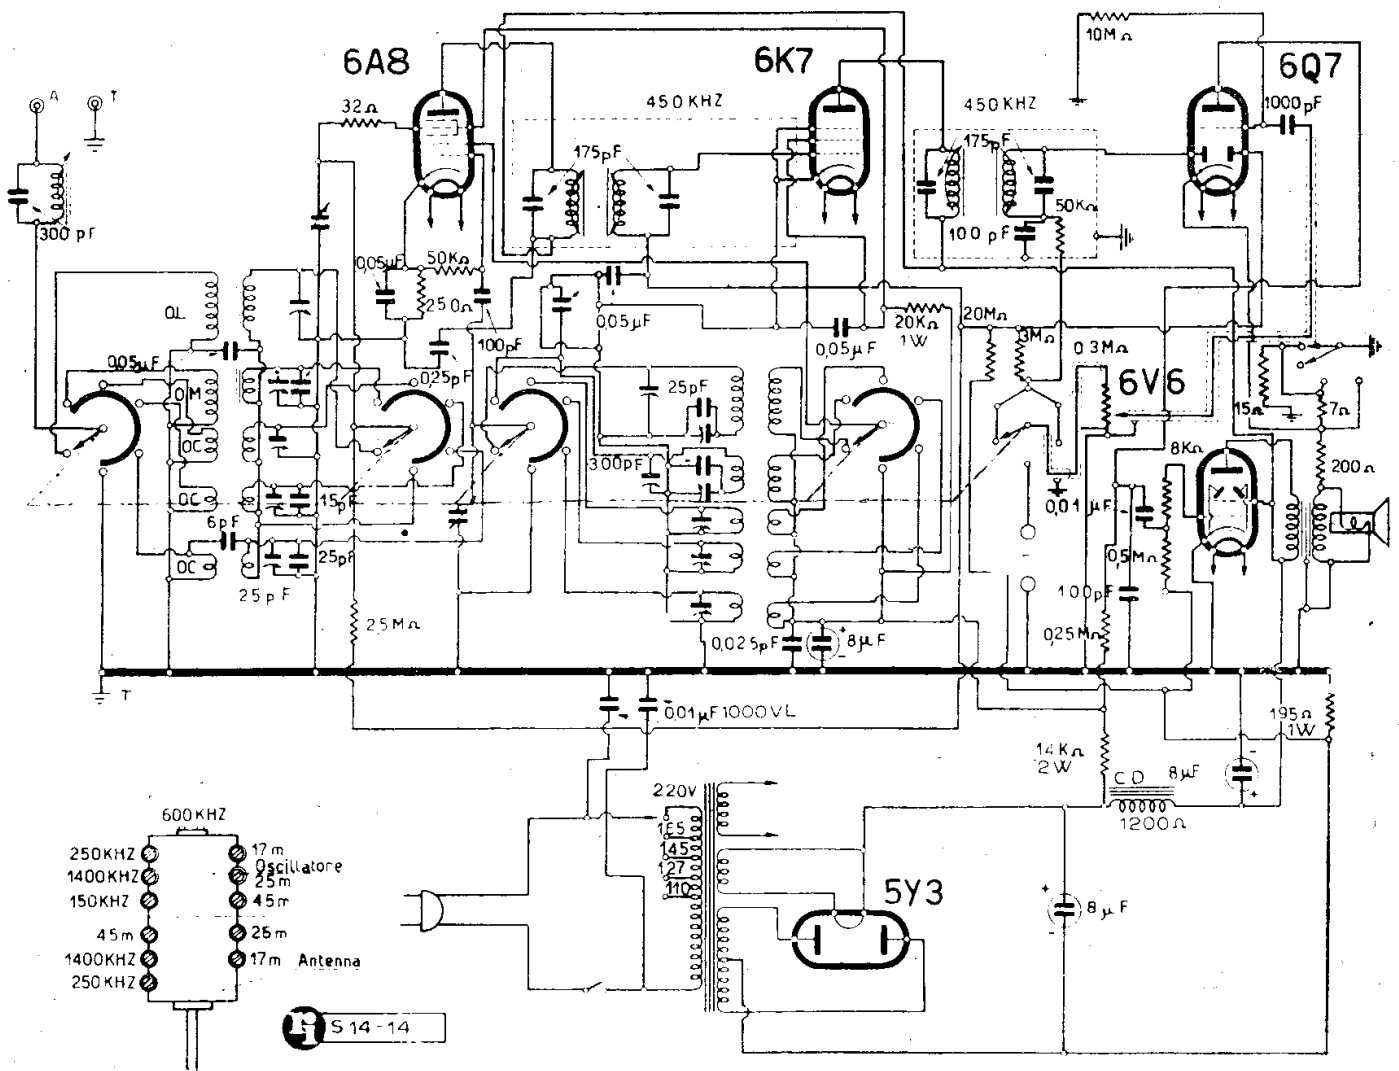 6A8
6K7
6Q7
10MΩ
A
T
32Ω
450KHZ
450KHZ
1000pF
175pF
175pF
300pF
100pF
50KΩ
0,05µF
50KΩ
250Ω
OL
0,05µF
20KΩ
1W
20MΩ
3MΩ
100pF
0,05µF
0,25pF
0,05µF
0.3MΩ
6V6
OM
25pF
15Ω
7Ω
OC
300pF
8KΩ
200Ω
OC
15pF
0,01µF
6pF
OC
25pF
0,5MΩ
25pF
100pF
2,5MΩ
0,025pF
+
8µF
-
0,25MΩ
T
0,01µF 1000VL
195Ω
1W
14KΩ
2W
CD
8µF
-
+
1200Ω
220V
145
127
110
5Y3
+
8µF
-
600KHZ
250KHZ
17m
Oscillatore
1400KHZ
25m
150KHZ
45m
45m
25m
1400KHZ
17m Antenna
250KHZ
S 14-14